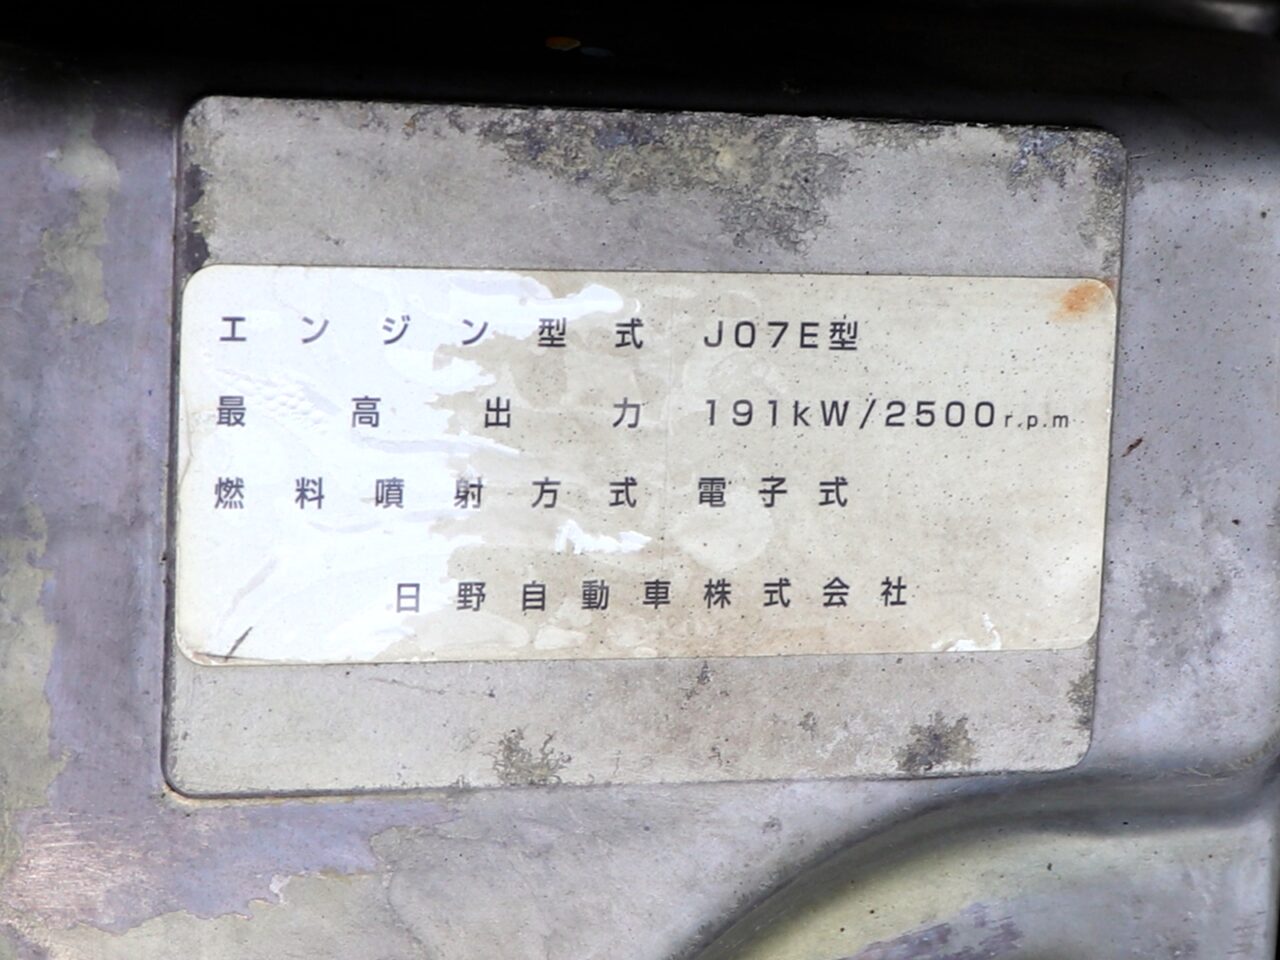 エンジン型式 J07E型
最高出力 191kW/2500r.p.m
燃料噴射方式 電子式
日野自動車株式会社